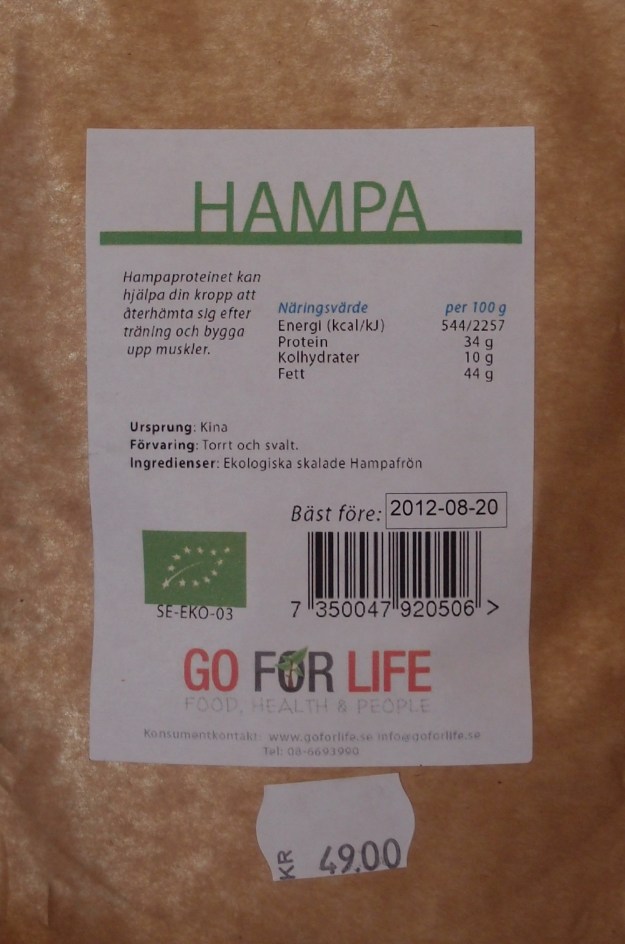 HAMPA
Hampaproteinet kan
hjälpa din kropp att
återhämta sig efter
träning och bygga
upp muskler.
Näringsvärde per 100 g
Energi (kcal/kJ) 544/2257
Protein 34 g
Kolhydrater 10 g
Fett 44 g
Ursprung: Kina
Förvaring: Torrt och svalt.
Ingredienser: Ekologiska skalade Hampafrön
Bäst före: 2012-08-20
SE-EKO-03
7 350047 920506 >
GO FOR LIFE
FOOD, HEALTH & PEOPLE
Konsumentkontakt: www.goforlife.se info@goforlife.se
Tel: 08-6693990
KR 49.00